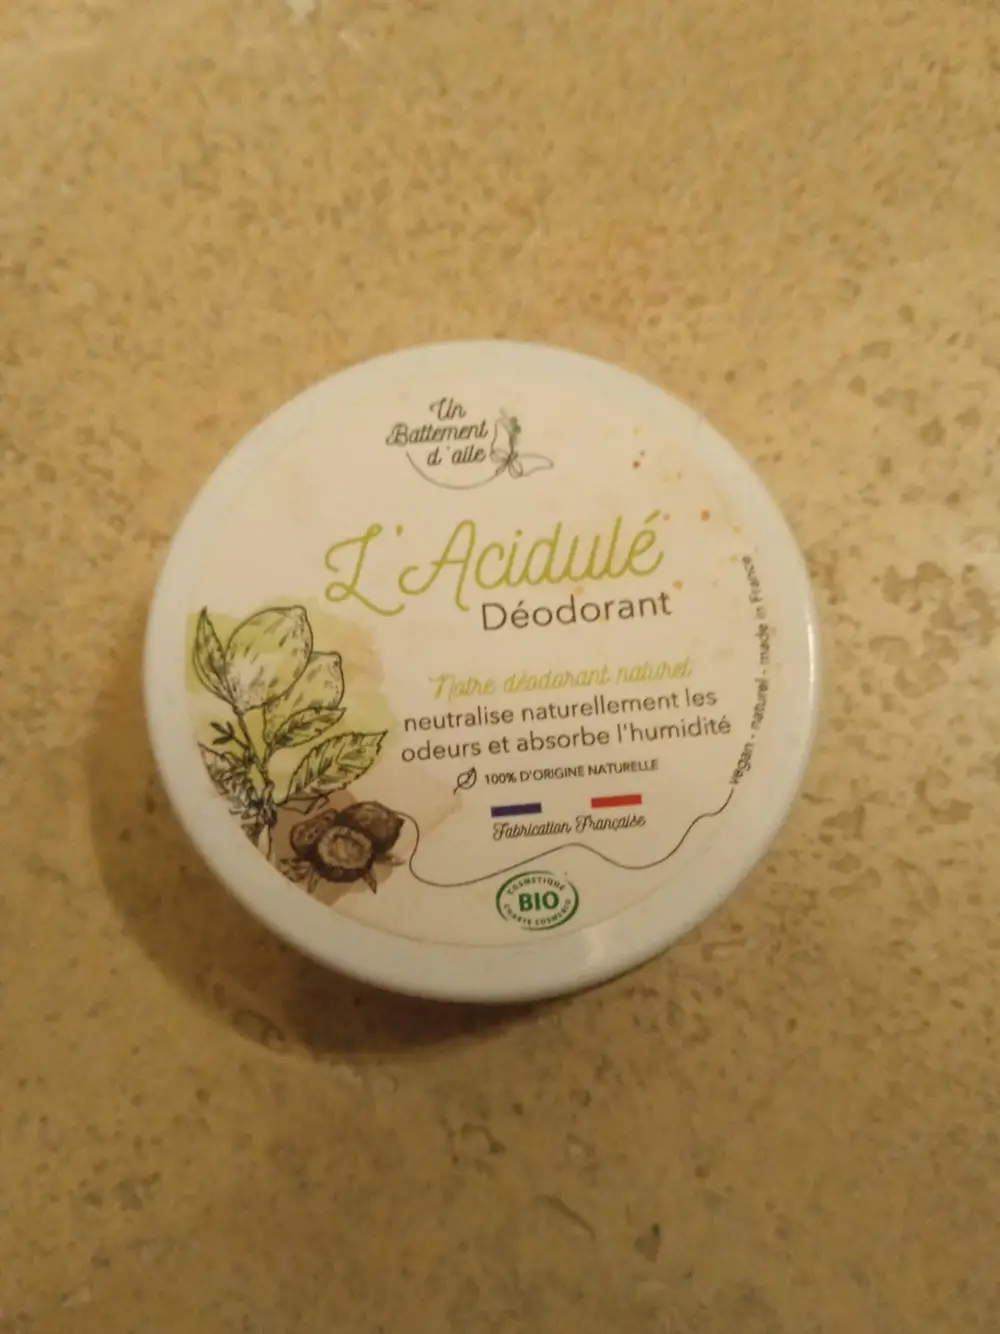 Un
Battement
d'aile
L'Acidulé
Déodorant
Notre déodorant naturel
neutralise naturellement les
odeurs et absorbe l'humidité
100% D'ORIGINE NATURELLE
Fabrication Française
COSMETIQUE
BIO
CHARTE COSMEBIO
vegan - naturel - made in France